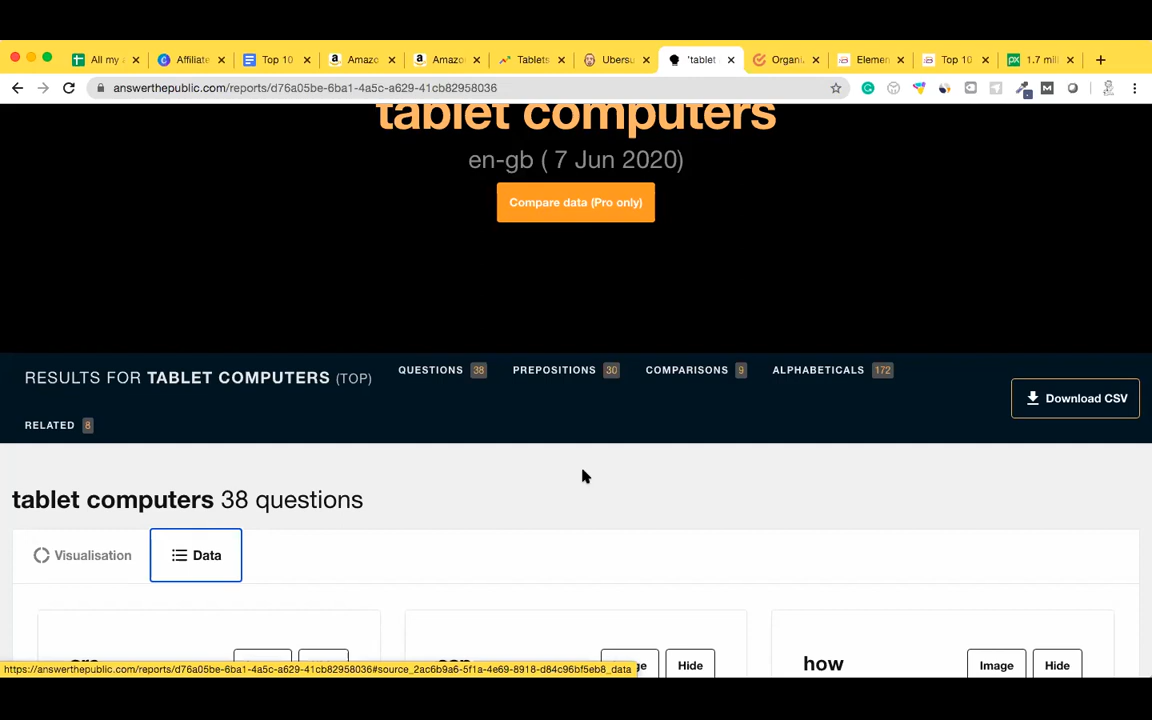 All my
Affiliate
Top 10
Amazo
Amazo
Tablets
Ubersu
'tablet
Organi
Elemen
Top 10
1.7 mil
answerthepublic.com/reports/d76a05be-6ba1-4a5c-a629-41cb82958036
tablet computers
en-gb ( 7 Jun 2020)
Compare data (Pro only)
RESULTS FOR TABLET COMPUTERS (TOP)
QUESTIONS 38
PREPOSITIONS 30
COMPARISONS 9
ALPHABETICALS 172
RELATED 8
Download CSV
tablet computers 38 questions
Visualisation
Data
are
can
Hide
how
Image
Hide
https://answerthepublic.com/reports/d76a05be-6ba1-4a5c-a629-41cb82958036#source_2ac6b9a6-5f1a-4e69-8918-d84c96bf5eb8_data